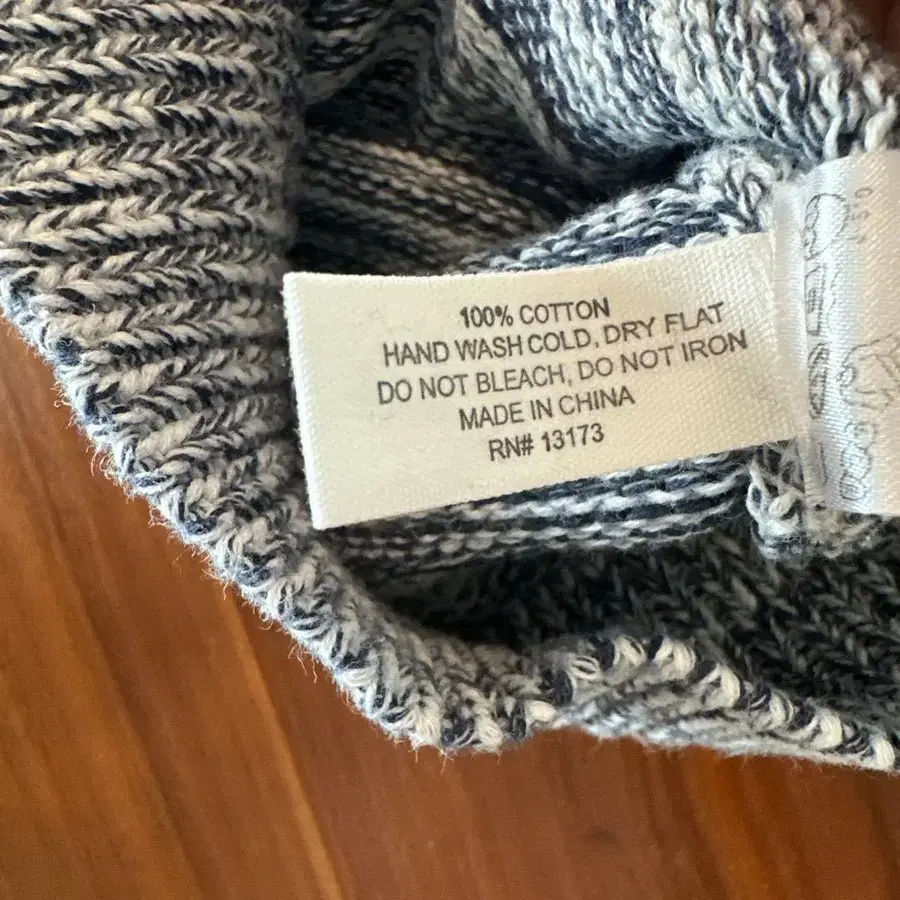 100% COTTON
HAND WASH COLD, DRY FLAT
DO NOT BLEACH, DO NOT IRON
MADE IN CHINA
RN# 13173